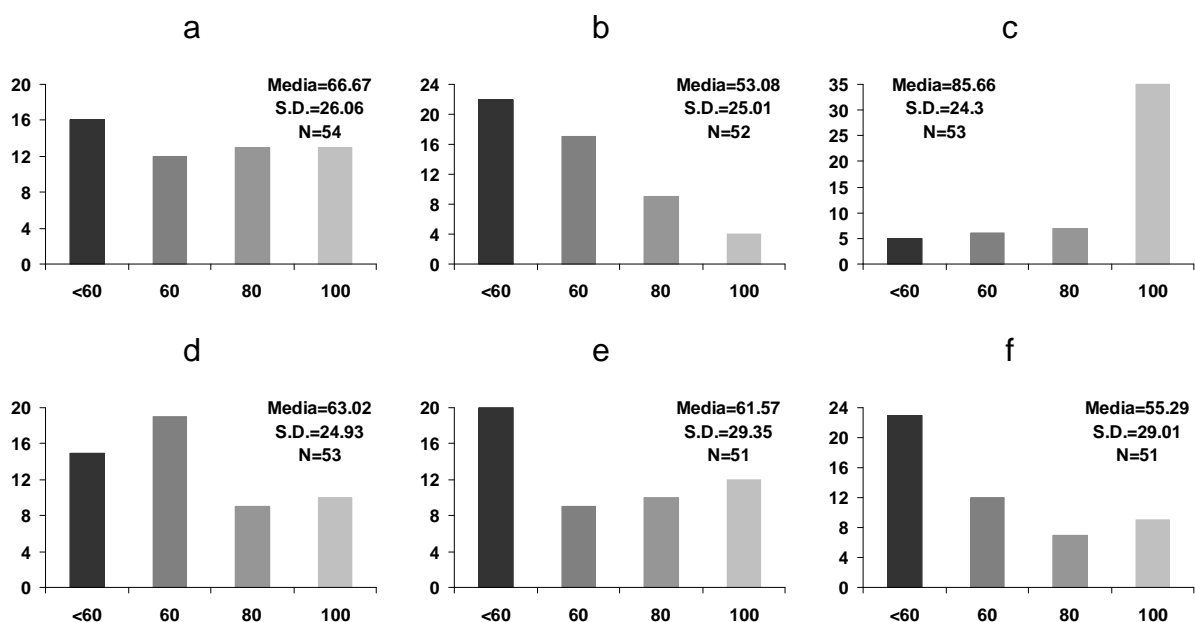 a
20
16
12
8
4
0
Media=66.67
S.D.=26.06
N=54
<60 60 80 100
b
24
20
16
12
8
4
0
Media=53.08
S.D.=25.01
N=52
<60 60 80 100
c
35
30
25
20
15
10
5
0
Media=85.66
S.D.=24.3
N=53
<60 60 80 100
d
20
16
12
8
4
0
Media=63.02
S.D.=24.93
N=53
<60 60 80 100
e
20
16
12
8
4
0
Media=61.57
S.D.=29.35
N=51
<60 60 80 100
f
24
20
16
12
8
4
0
Media=55.29
S.D.=29.01
N=51
<60 60 80 100